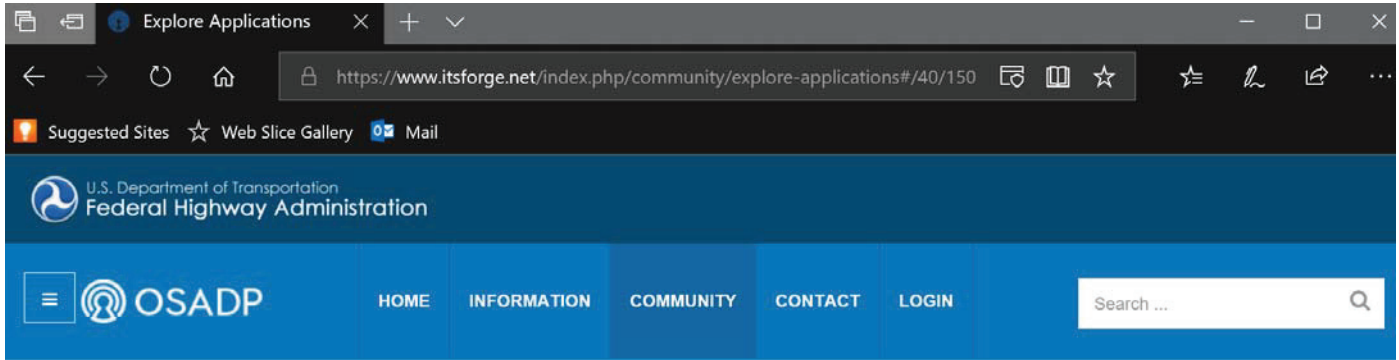 Explore Applications
https://www.itsforge.net/index.php/community/explore-applications#/40/150
Suggested Sites Web Slice Gallery Mail
U.S. Department of Transportation
Federal Highway Administration
OSADP HOME INFORMATION COMMUNITY CONTACT LOGIN Search ...